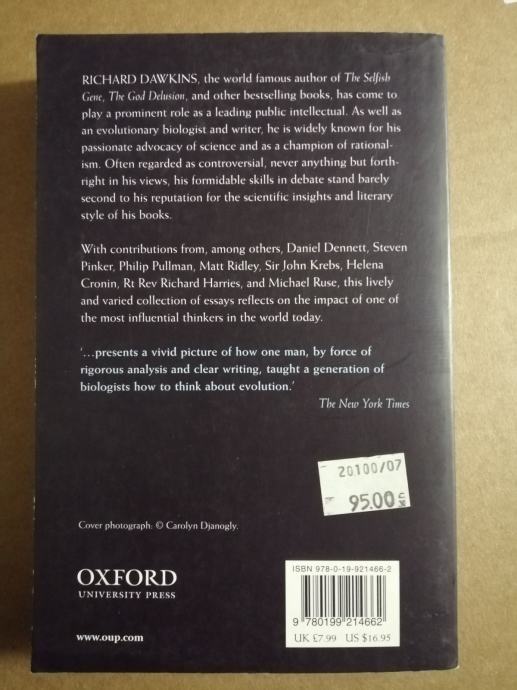 RICHARD DAWKINS, the world famous author of The Selfish
Gene, The God Delusion, and other bestselling books, has come to
play a prominent role as a leading public intellectual. As well as
an evolutionary biologist and writer, he is widely known for his
passionate advocacy of science and as a champion of rational-
ism. Often regarded as controversial, never anything but forth-
right in his views, his formidable skills in debate stand barely
second to his reputation for the scientific insights and literary
style of his books.
With contributions from, among others, Daniel Dennett, Steven
Pinker, Philip Pullman, Matt Ridley, Sir John Krebs, Helena
Cronin, Rt Rev Richard Harries, and Michael Ruse, this lively
and varied collection of essays reflects on the impact of one of
the most influential thinkers in the world today.
‘…presents a vivid picture of how one man, by force of
rigorous analysis and clear writing, taught a generation of
biologists how to think about evolution.’
The New York Times
20100/07
95.00
Cover photograph: © Carolyn Djanogly.
OXFORD
UNIVERSITY PRESS
www.oup.com
ISBN 978-0-19-921466-2
9 780199 214662
UK £7.99 US $16.95